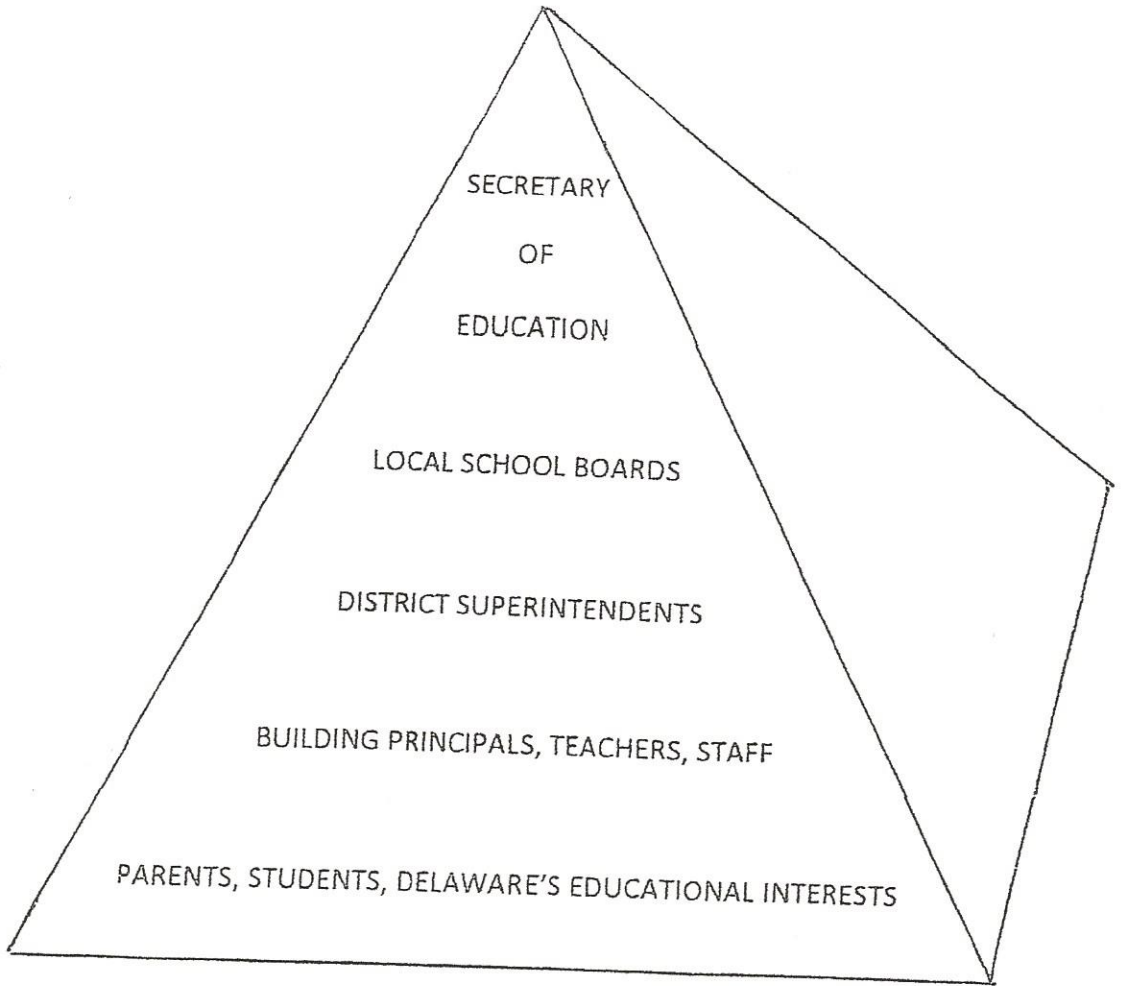 SECRETARY
OF
EDUCATION
LOCAL SCHOOL BOARDS
DISTRICT SUPERINTENDENTS
BUILDING PRINCIPALS, TEACHERS, STAFF
PARENTS, STUDENTS, DELAWARE'S EDUCATIONAL INTERESTS